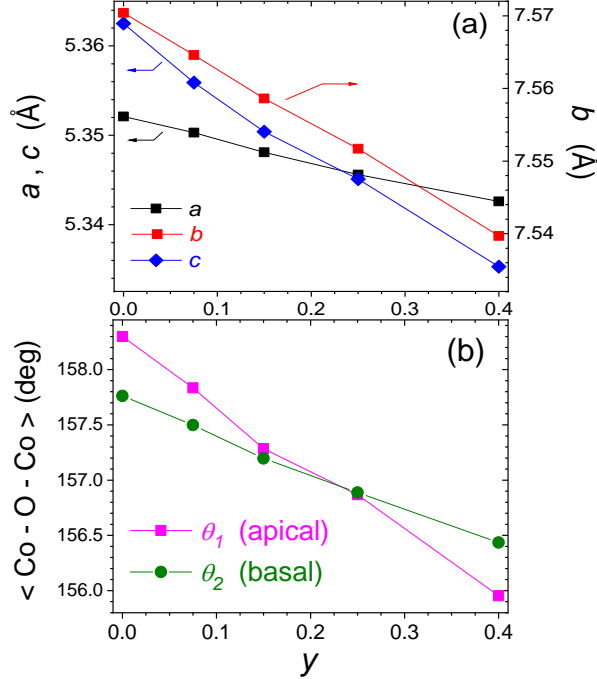 (a)
5.36
5.35
5.34
a , c (Å)
7.57
7.56
7.55
7.54
b (Å)
a
b
c
0.0 0.1 0.2 0.3 0.4
(b)
158.0
157.5
157.0
156.5
156.0
< Co - O - Co > (deg)
θ1 (apical)
θ2 (basal)
0.0 0.1 0.2 0.3 0.4
y